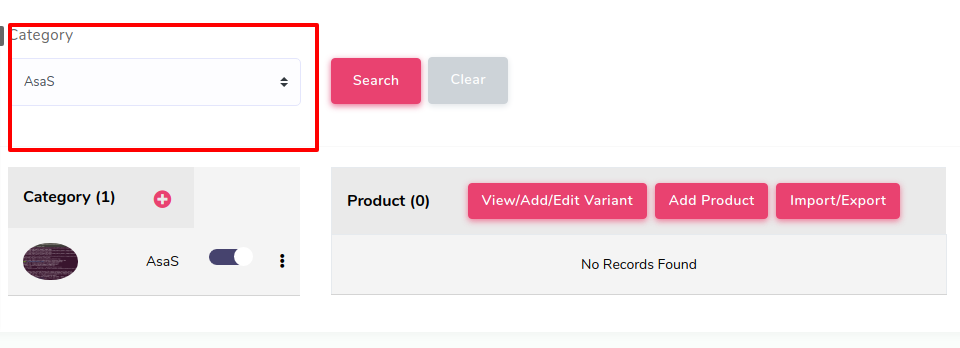 Category
AsaS
Search
Clear
Category (1)
AsaS
Product (0)
View/Add/Edit Variant
Add Product
Import/Export
No Records Found